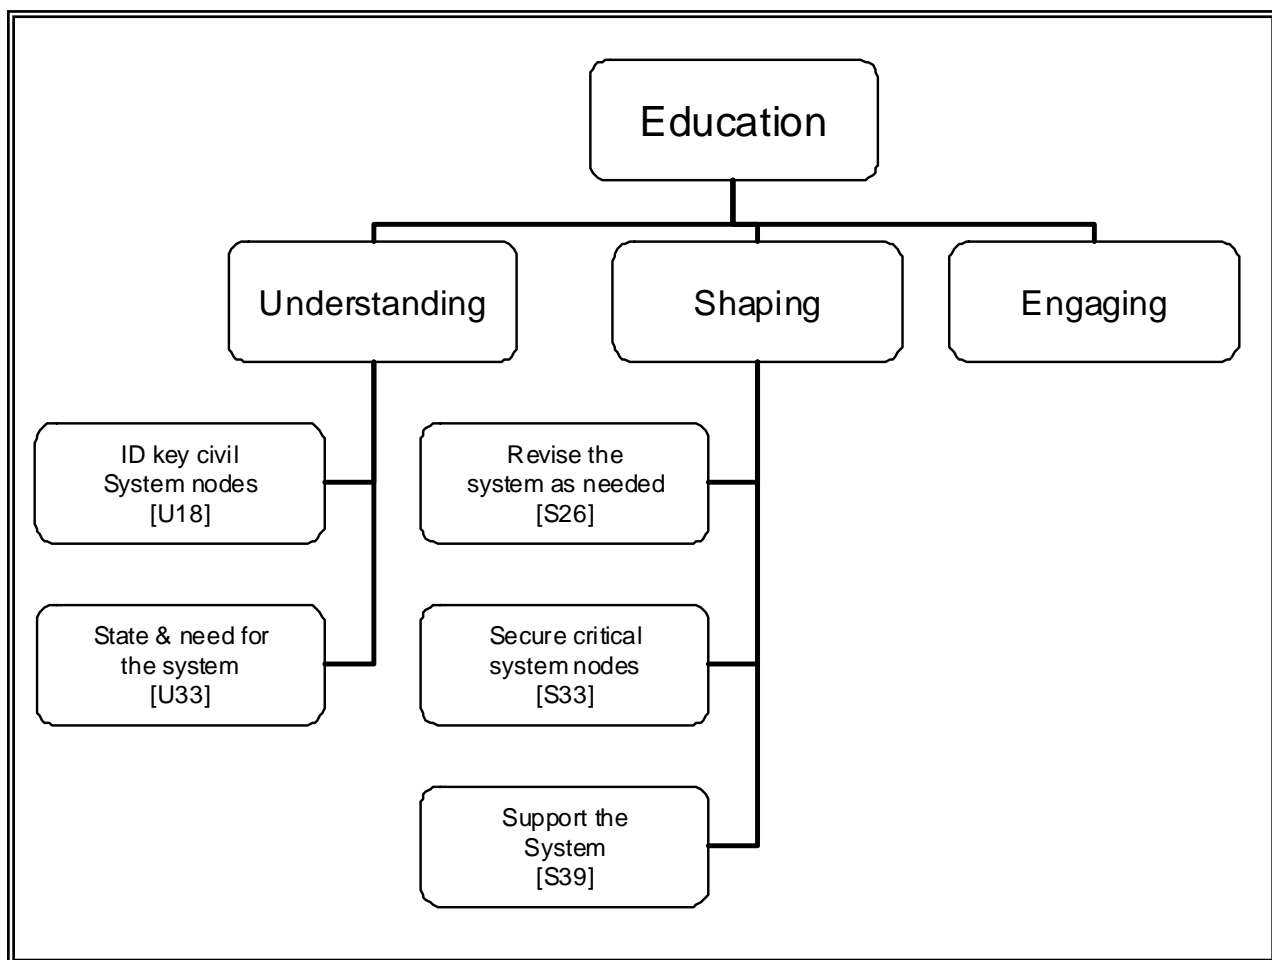 Education
Understanding
Shaping
Engaging
ID key civil
System nodes
[U18]
Revise the
system as needed
[S26]
State & need for
the system
[U33]
Secure critical
system nodes
[S33]
Support the
System
[S39]